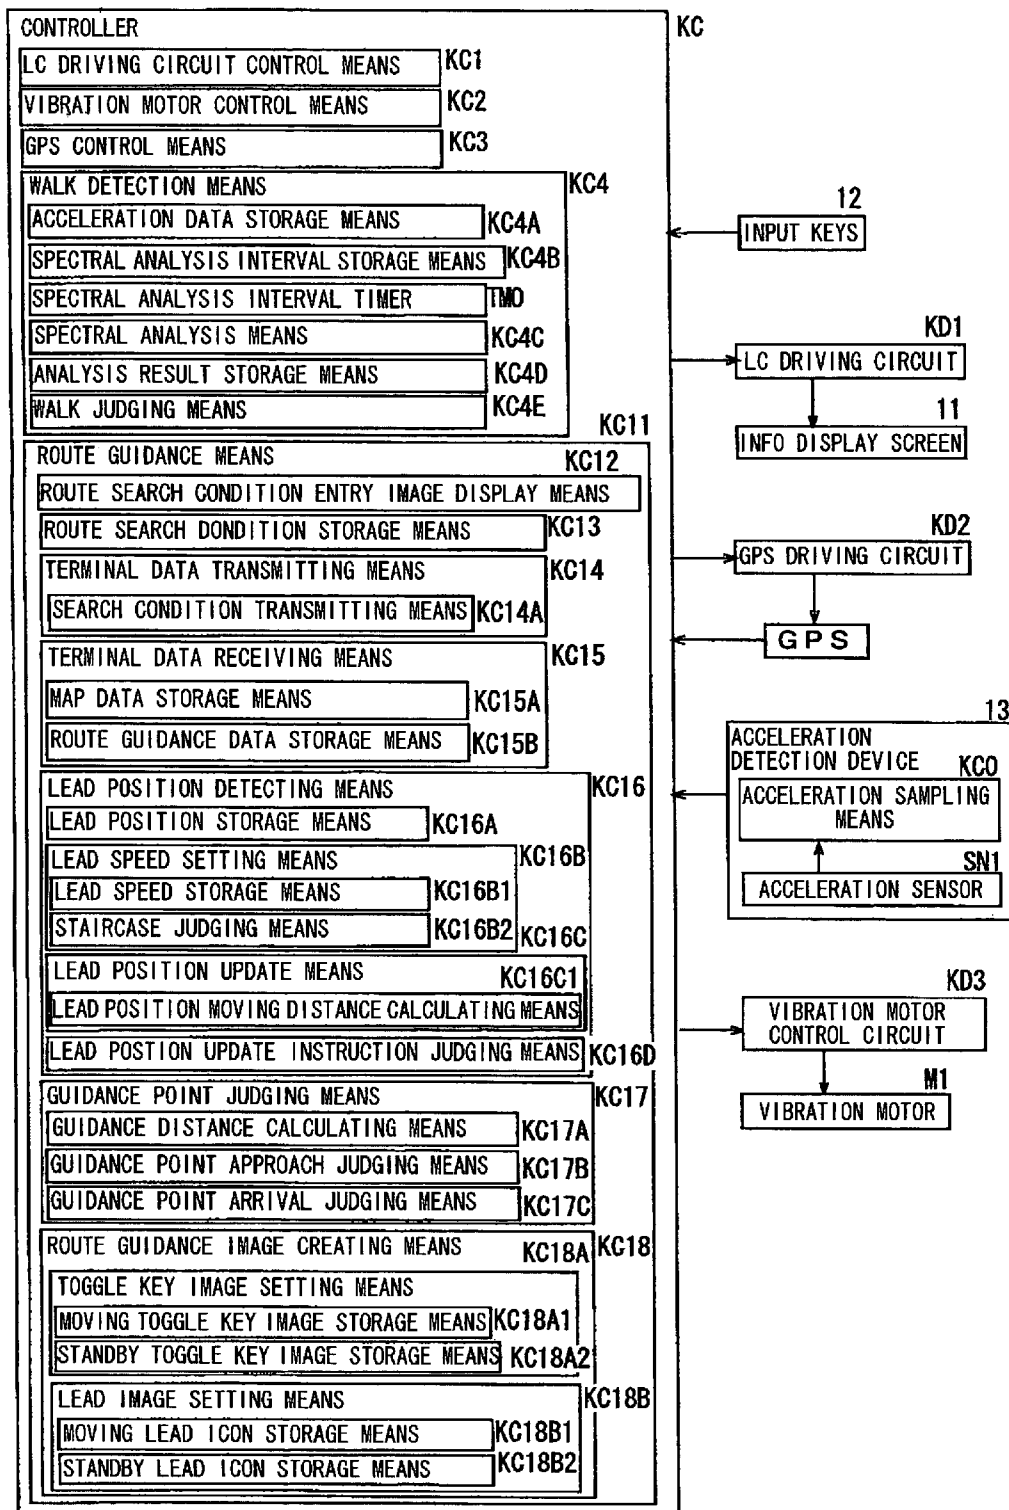 CONTROLLER
KC
LC DRIVING CIRCUIT CONTROL MEANS
KC1
VIBRATION MOTOR CONTROL MEANS
KC2
GPS CONTROL MEANS
KC3
WALK DETECTION MEANS
KC4
ACCELERATION DATA STORAGE MEANS
KC4A
SPECTRAL ANALYSIS INTERVAL STORAGE MEANS
KC4B
SPECTRAL ANALYSIS INTERVAL TIMER
TM0
SPECTRAL ANALYSIS MEANS
KC4C
ANALYSIS RESULT STORAGE MEANS
KC4D
WALK JUDGING MEANS
KC4E
KC11
ROUTE GUIDANCE MEANS
KC12
ROUTE SEARCH CONDITION ENTRY IMAGE DISPLAY MEANS
ROUTE SEARCH DONDITION STORAGE MEANS
KC13
TERMINAL DATA TRANSMITTING MEANS
KC14
SEARCH CONDITION TRANSMITTING MEANS
KC14A
TERMINAL DATA RECEIVING MEANS
KC15
MAP DATA STORAGE MEANS
KC15A
ROUTE GUIDANCE DATA STORAGE MEANS
KC15B
LEAD POSITION DETECTING MEANS
KC16
LEAD POSITION STORAGE MEANS
KC16A
LEAD SPEED SETTING MEANS
KC16B
LEAD SPEED STORAGE MEANS
KC16B1
STAIRCASE JUDGING MEANS
KC16B2
KC16C
LEAD POSITION UPDATE MEANS
KC16C1
LEAD POSITION MOVING DISTANCE CALCULATING MEANS
LEAD POSTION UPDATE INSTRUCTION JUDGING MEANS
KC16D
GUIDANCE POINT JUDGING MEANS
KC17
GUIDANCE DISTANCE CALCULATING MEANS
KC17A
GUIDANCE POINT APPROACH JUDGING MEANS
KC17B
GUIDANCE POINT ARRIVAL JUDGING MEANS
KC17C
ROUTE GUIDANCE IMAGE CREATING MEANS
KC18A
KC18
TOGGLE KEY IMAGE SETTING MEANS
MOVING TOGGLE KEY IMAGE STORAGE MEANS
KC18A1
STANDBY TOGGLE KEY IMAGE STORAGE MEANS
KC18A2
LEAD IMAGE SETTING MEANS
KC18B
MOVING LEAD ICON STORAGE MEANS
KC18B1
STANDBY LEAD ICON STORAGE MEANS
KC18B2
12
INPUT KEYS
KD1
LC DRIVING CIRCUIT
11
INFO DISPLAY SCREEN
KD2
GPS DRIVING CIRCUIT
GPS
13
ACCELERATION
DETECTION DEVICE
KC0
ACCELERATION SAMPLING
MEANS
SN1
ACCELERATION SENSOR
KD3
VIBRATION MOTOR
CONTROL CIRCUIT
M1
VIBRATION MOTOR